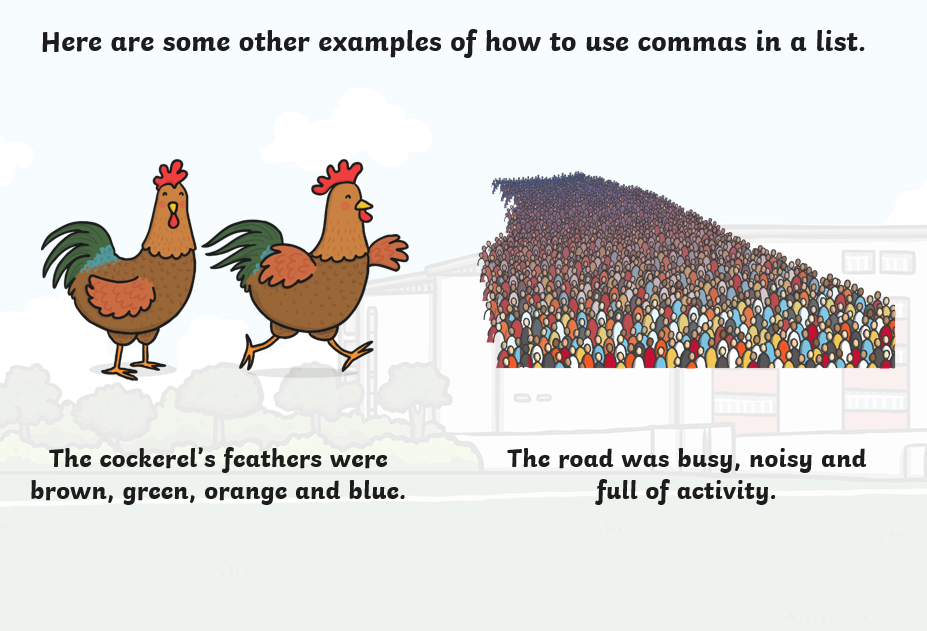 Here are some other examples of how to use commas in a list.
The cockerel's feathers were
brown, green, orange and blue.
The road was busy, noisy and
full of activity.